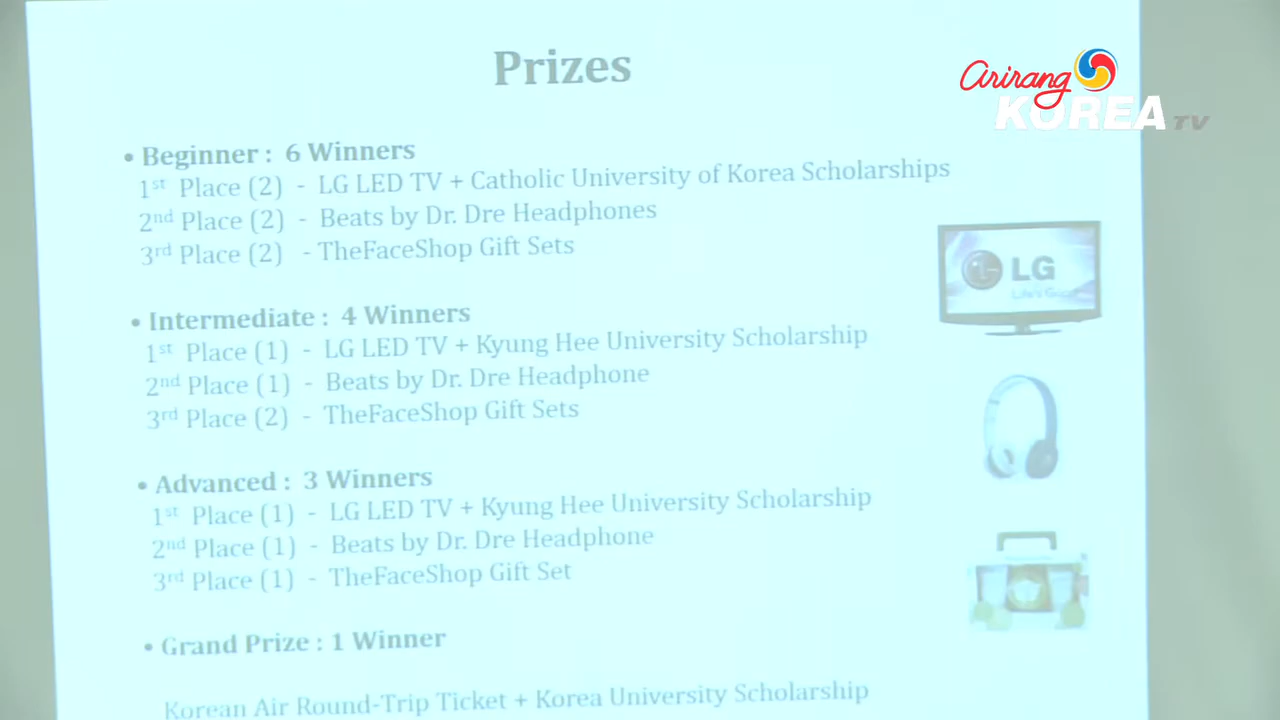 Prizes
Arirang
KOREA TV
• Beginner : 6 Winners
1st Place (2) - LG LED TV + Catholic University of Korea Scholarships
2nd Place (2) - Beats by Dr. Dre Headphones
3rd Place (2) - TheFaceShop Gift Sets
LG
Life's Good
• Intermediate : 4 Winners
1st Place (1) - LG LED TV + Kyung Hee University Scholarship
2nd Place (1) - Beats by Dr. Dre Headphone
3rd Place (2) - TheFaceShop Gift Sets
• Advanced : 3 Winners
1st Place (1) - LG LED TV + Kyung Hee University Scholarship
2nd Place (1) - Beats by Dr. Dre Headphone
3rd Place (1) - TheFaceShop Gift Set
• Grand Prize : 1 Winner
Korean Air Round-Trip Ticket + Korea University Scholarship